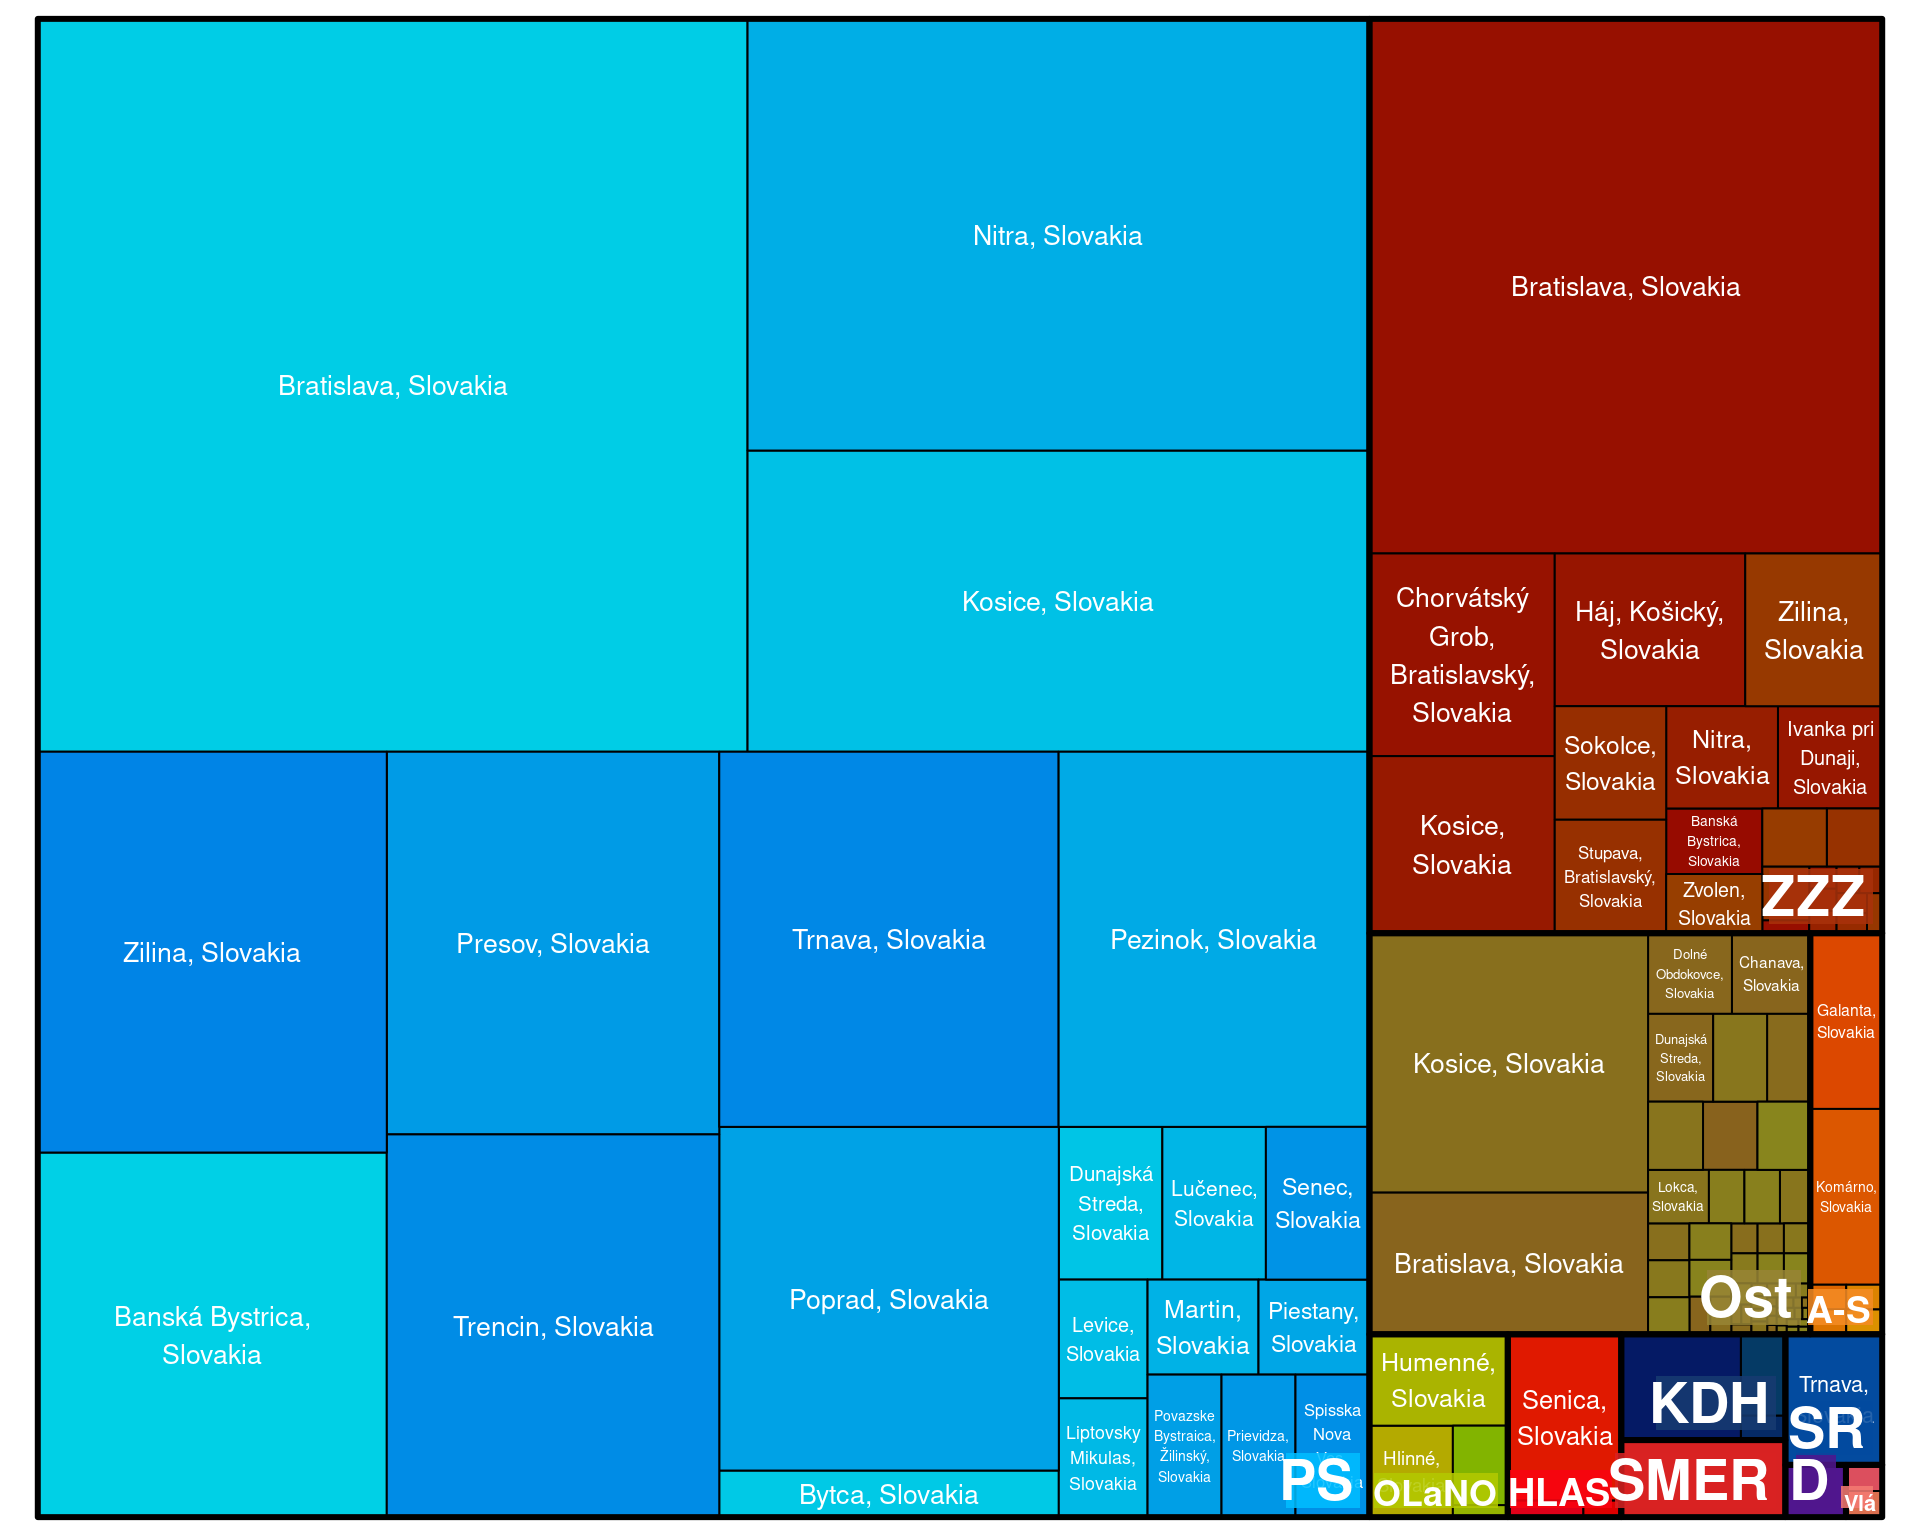 Bratislava, Slovakia
Nitra, Slovakia
Kosice, Slovakia
Zilina, Slovakia
Presov, Slovakia
Trnava, Slovakia
Pezinok, Slovakia
Banská Bystrica,
Slovakia
Trencin, Slovakia
Poprad, Slovakia
Bytca, Slovakia
Dunajská
Streda,
Slovakia
Lučenec,
Slovakia
Senec,
Slovakia
Levice,
Slovakia
Martin,
Slovakia
Piestany,
Slovakia
Liptovsky
Mikulas,
Slovakia
Povazske
Bystraica,
Žilinský,
Slovakia
Prievidza,
Slovakia
Spisska
Nova
PS
Bratislava, Slovakia
Chorvátský
Grob,
Bratislavský,
Slovakia
Háj, Košický,
Slovakia
Zilina,
Slovakia
Kosice,
Slovakia
Sokolce,
Slovakia
Nitra,
Slovakia
Ivanka pri
Dunaji,
Slovakia
Stupava,
Bratislavský,
Slovakia
Banská
Bystrica,
Slovakia
Zvolen,
Slovakia
ZZZ
Kosice, Slovakia
Bratislava, Slovakia
Dolné
Obdokovce,
Slovakia
Chanava,
Slovakia
Dunajská
Streda,
Slovakia
Lokca,
Slovakia
Ost
Galanta,
Slovakia
Komárno,
Slovakia
A-S
Humenné,
Slovakia
Hlinné,
OLaNO
Senica,
Slovakia
HLAS
KDH
SMER
Trnava,
SR
D
Vlá